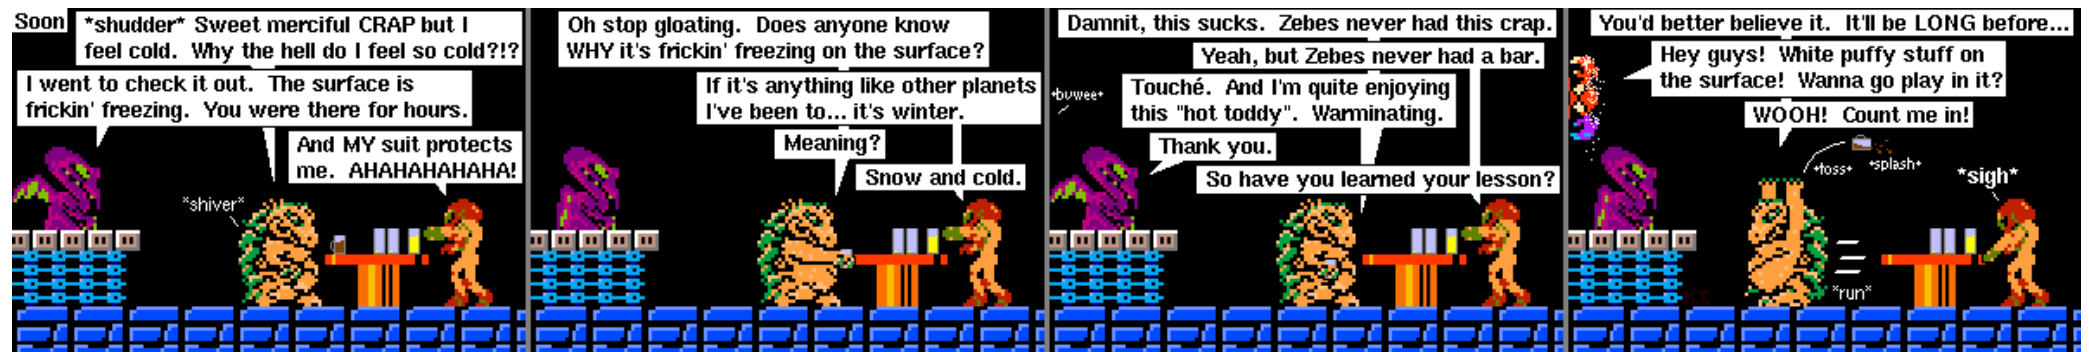 Soon
*shudder* Sweet merciful CRAP but I
feel cold. Why the hell do I feel so cold?!?
I went to check it out. The surface is
frickin' freezing. You were there for hours.
And MY suit protects
me. AHAHAHAHAHA!
*shiver*
Oh stop gloating. Does anyone know
WHY it's frickin' freezing on the surface?
If it's anything like other planets
I've been to... it's winter.
Meaning?
Snow and cold.
Damnit, this sucks. Zebes never had this crap.
Yeah, but Zebes never had a bar.
*bwee*
Touché. And I'm quite enjoying
this "hot toddy". Warminating.
Thank you.
So have you learned your lesson?
You'd better believe it. It'll be LONG before...
Hey guys! White puffy stuff on
the surface! Wanna go play in it?
WOOH! Count me in!
*toss*
*splash*
*sigh*
*run*